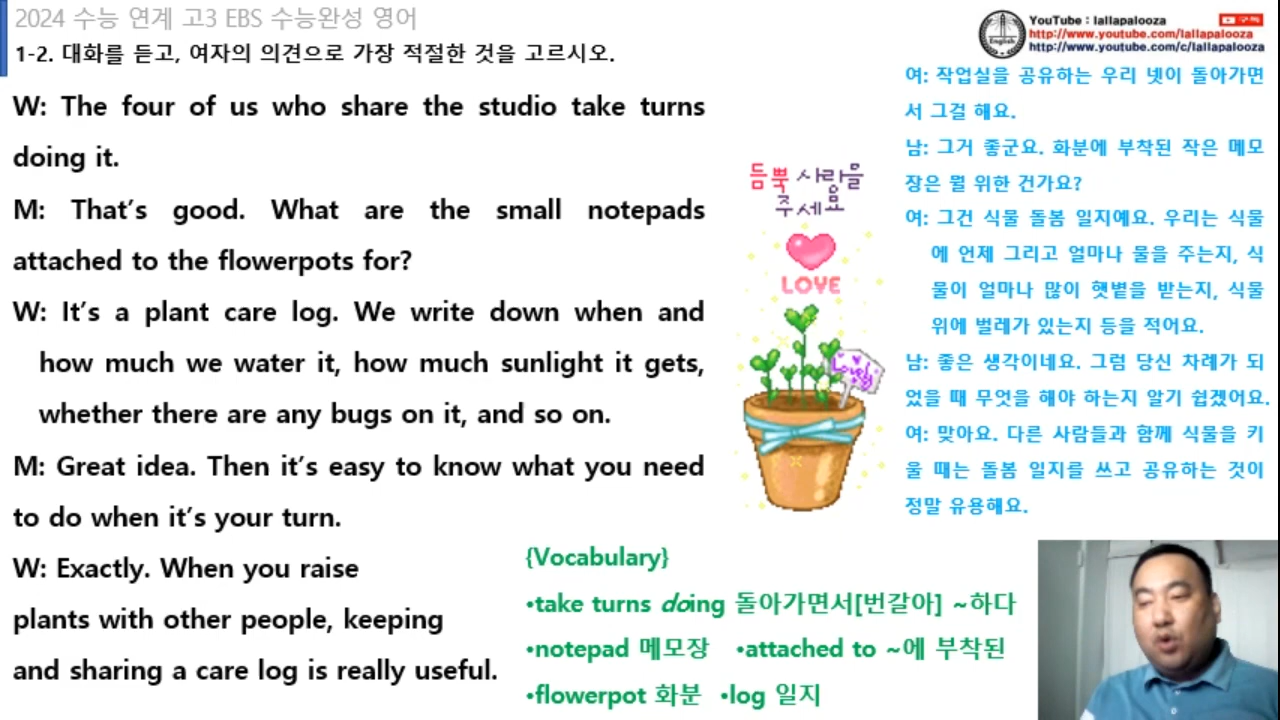 2024 수능 연계 고3 EBS 수능완성 영어
1-2. 대화를 듣고, 여자의 의견으로 가장 적절한 것을 고르시오.
W: The four of us who share the studio take turns
doing it.
M: That's good. What are the small notepads
attached to the flowerpots for?
W: It's a plant care log. We write down when and
how much we water it, how much sunlight it gets,
whether there are any bugs on it, and so on.
M: Great idea. Then it's easy to know what you need
to do when it's your turn.
W: Exactly. When you raise
plants with other people, keeping
and sharing a care log is really useful.
듬뿍 사랑을
주세요
LOVE
Lovely
{Vocabulary}
•take turns doing 돌아가면서[번갈아] ~하다
•notepad 메모장 •attached to ~에 부착된
•flowerpot 화분 •log 일지
English
YouTube : lallapalooza
구독
http://www.youtube.com/lallapalooza
http://www.youtube.com/c/lallapalooza
여: 작업실을 공유하는 우리 넷이 돌아가면
서 그걸 해요.
남: 그거 좋군요. 화분에 부착된 작은 메모
장은 뭘 위한 건가요?
여: 그건 식물 돌봄 일지예요. 우리는 식물
에 언제 그리고 얼마나 물을 주는지, 식
물이 얼마나 많이 햇볕을 받는지, 식물
위에 벌레가 있는지 등을 적어요.
남: 좋은 생각이네요. 그럼 당신 차례가 되
었을 때 무엇을 해야 하는지 알기 쉽겠어요.
여: 맞아요. 다른 사람들과 함께 식물을 키
울 때는 돌봄 일지를 쓰고 공유하는 것이
정말 유용해요.